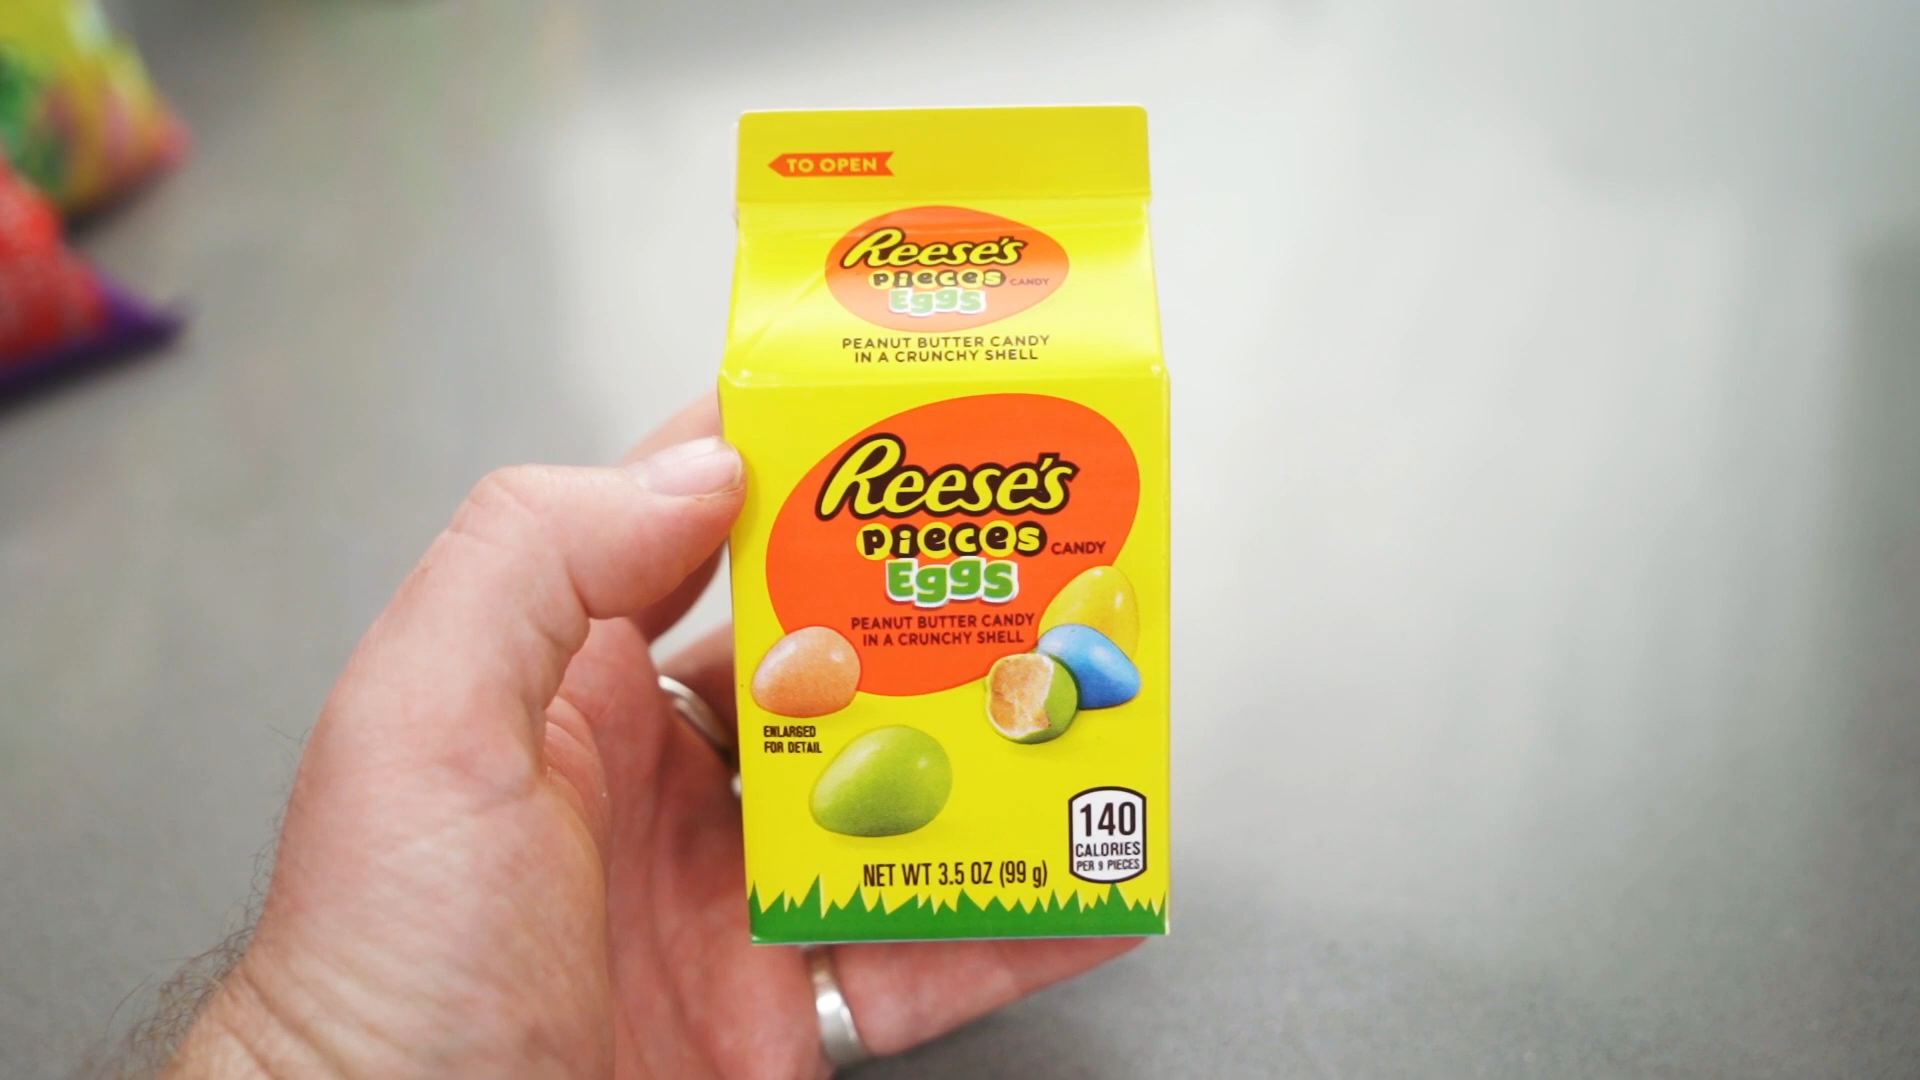 TO OPEN
Reese's
Pieces CANDY
Eggs
PEANUT BUTTER CANDY
IN A CRUNCHY SHELL
Reese's
Pieces CANDY
Eggs
PEANUT BUTTER CANDY
IN A CRUNCHY SHELL
ENLARGED
FOR DETAIL
140
CALORIES
PER 9 PIECES
NET WT 3.5 OZ (99 g)